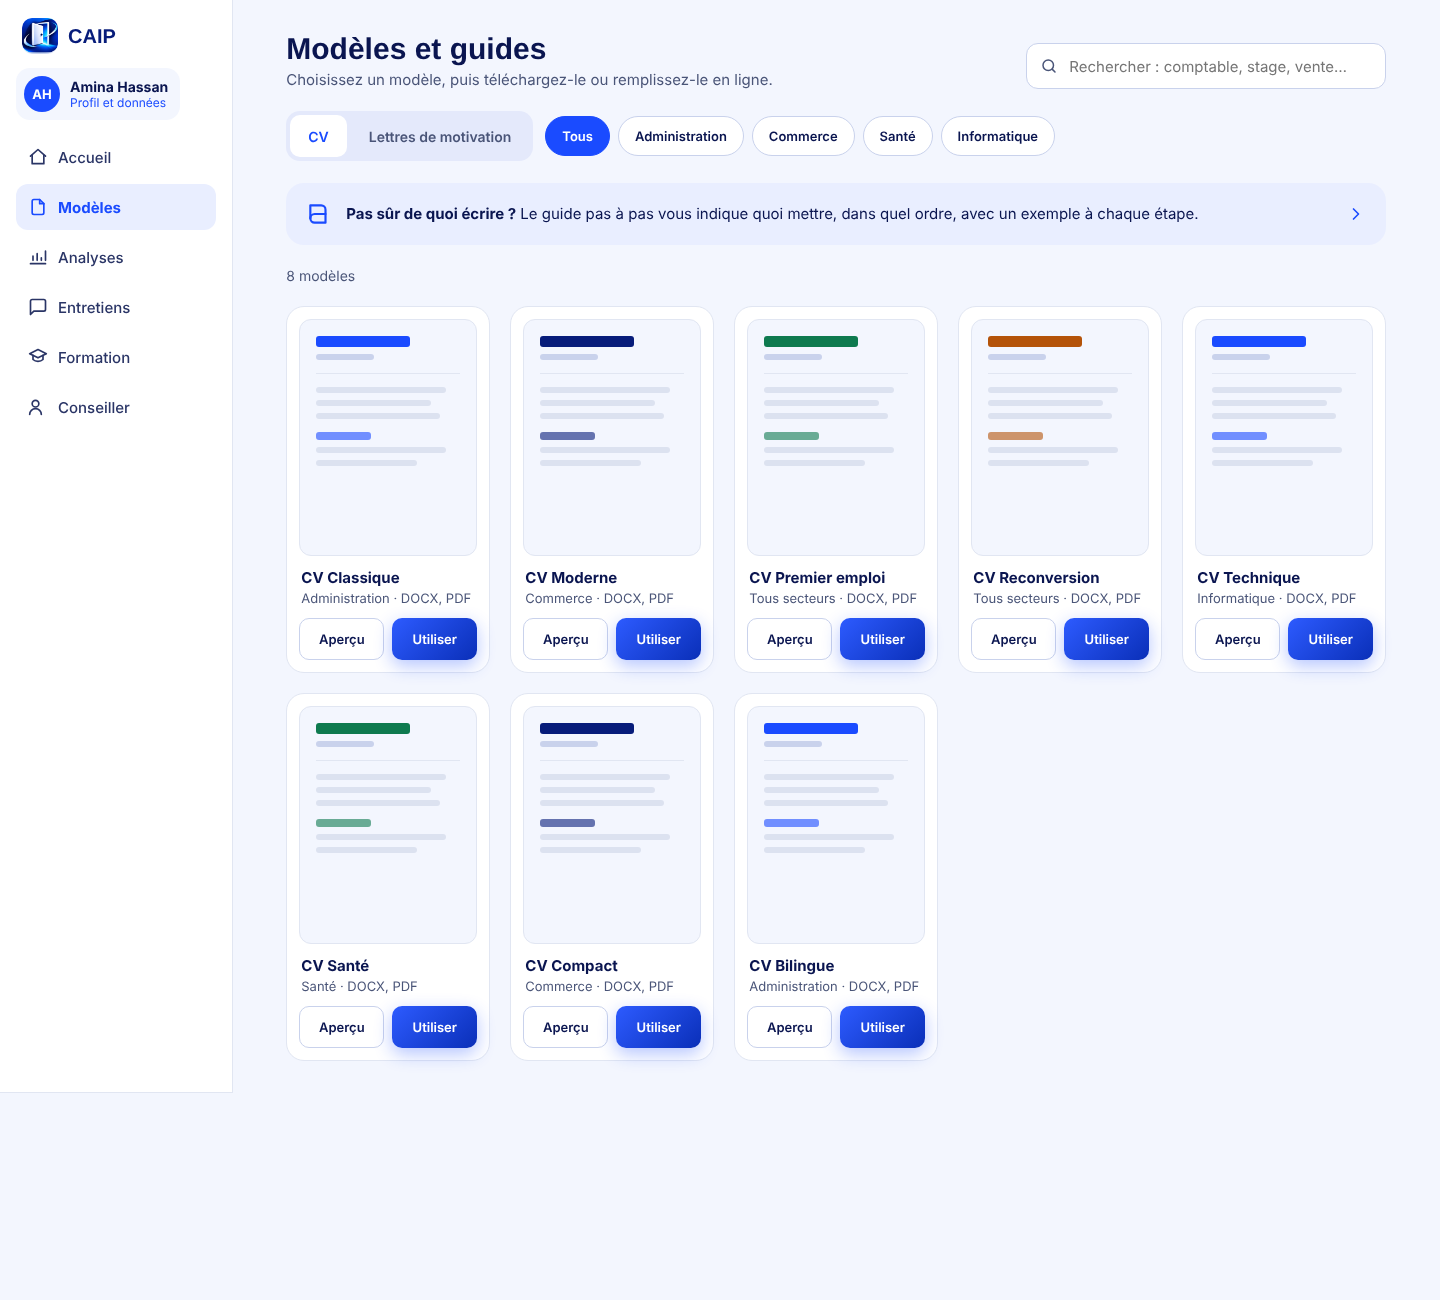 CAIP
AH
Amina Hassan
Profil et données
Accueil
Modèles
Analyses
Entretiens
Formation
Conseiller
Modèles et guides
Choisissez un modèle, puis téléchargez-le ou remplissez-le en ligne.
Rechercher : comptable, stage, vente...
CV
Lettres de motivation
Tous
Administration
Commerce
Santé
Informatique
Pas sûr de quoi écrire ? Le guide pas à pas vous indique quoi mettre, dans quel ordre, avec un exemple à chaque étape.
8 modèles
CV Classique
Administration · DOCX, PDF
Aperçu
Utiliser
CV Moderne
Commerce · DOCX, PDF
Aperçu
Utiliser
CV Premier emploi
Tous secteurs · DOCX, PDF
Aperçu
Utiliser
CV Reconversion
Tous secteurs · DOCX, PDF
Aperçu
Utiliser
CV Technique
Informatique · DOCX, PDF
Aperçu
Utiliser
CV Santé
Santé · DOCX, PDF
Aperçu
Utiliser
CV Compact
Commerce · DOCX, PDF
Aperçu
Utiliser
CV Bilingue
Administration · DOCX, PDF
Aperçu
Utiliser